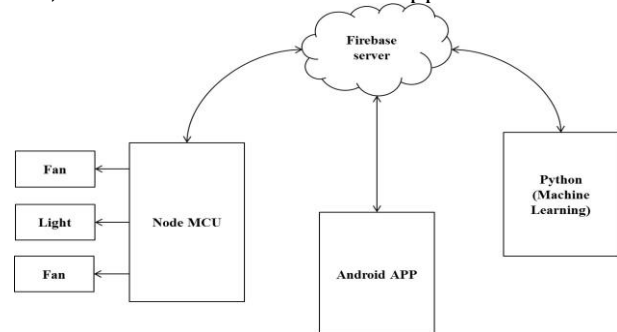 Firebase
server
Fan
Light
Fan
Node MCU
Android APP
Python
(Machine
Learning)